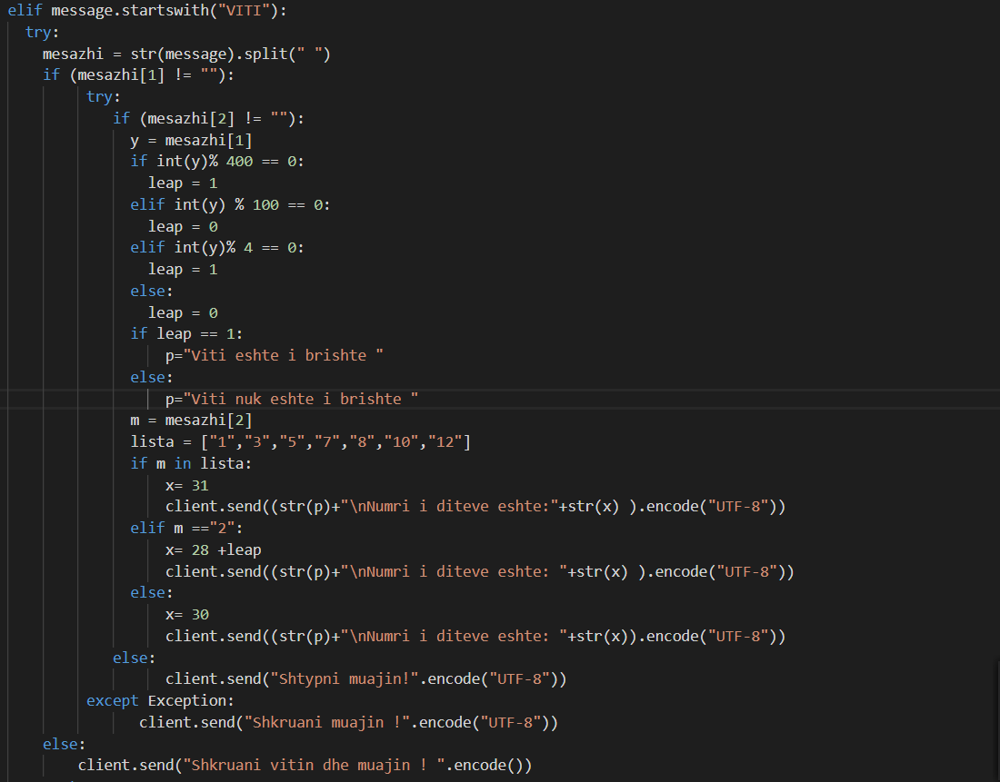 elif message.startswith("VITI"):
try:
mesazhi = str(message).split(" ")
if (mesazhi[1] != ""):
try:
if (mesazhi[2] != ""):
y = mesazhi[1]
if int(y)% 400 == 0:
leap = 1
elif int(y) % 100 == 0:
leap = 0
elif int(y)% 4 == 0:
leap = 1
else:
leap = 0
if leap == 1:
p="Viti eshte i brishte "
else:
p="Viti nuk eshte i brishte "
m = mesazhi[2]
lista = ["1","3","5","7","8","10","12"]
if m in lista:
x= 31
client.send((str(p)+"\nNumri i diteve eshte:"+str(x) ).encode("UTF-8"))
elif m =="2":
x= 28 +leap
client.send((str(p)+"\nNumri i diteve eshte: "+str(x) ).encode("UTF-8"))
else:
x= 30
client.send((str(p)+"\nNumri i diteve eshte: "+str(x)).encode("UTF-8"))
else:
client.send("Shtypni muajin!".encode("UTF-8"))
except Exception:
client.send("Shkruani muajin !".encode("UTF-8"))
else:
client.send("Shkruani vitin dhe muajin ! ".encode())